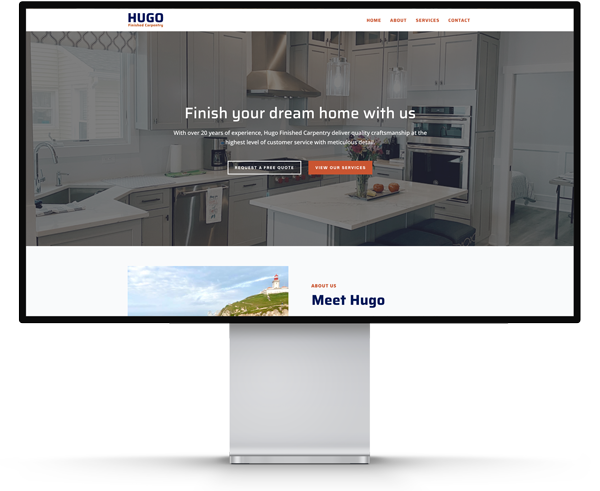 HUGO
Finished Carpentry
HOME ABOUT SERVICES CONTACT
Finish your dream home with us
With over 20 years of experience, Hugo Finished Carpentry deliver quality craftsmanship at the
highest level of customer service with meticulous detail.
REQUEST A FREE QUOTE VIEW OUR SERVICES
ABOUT US
Meet Hugo